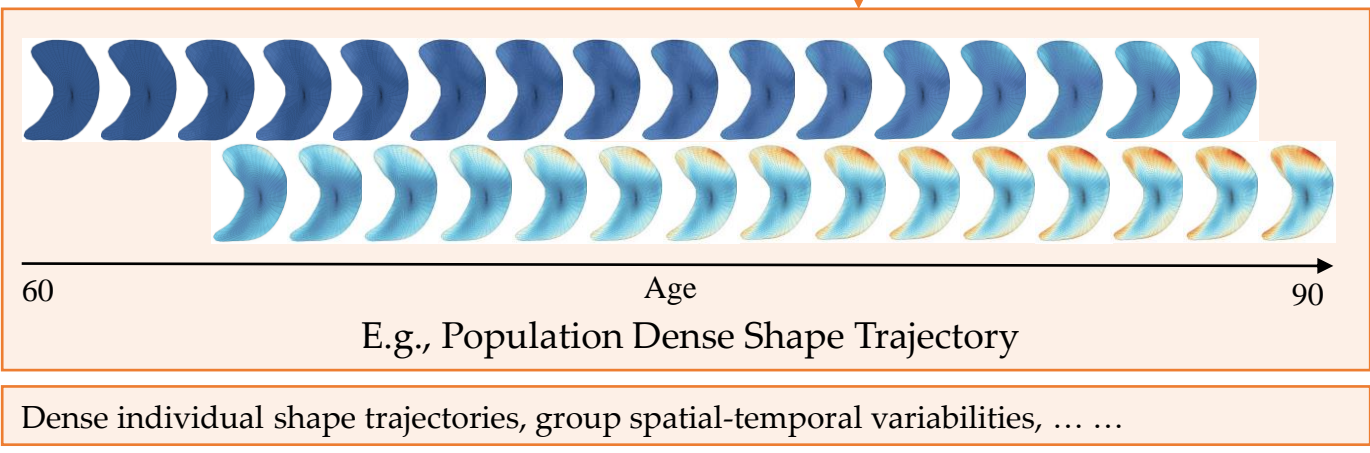 60
Age
90
E.g., Population Dense Shape Trajectory
Dense individual shape trajectories, group spatial-temporal variabilities, … …